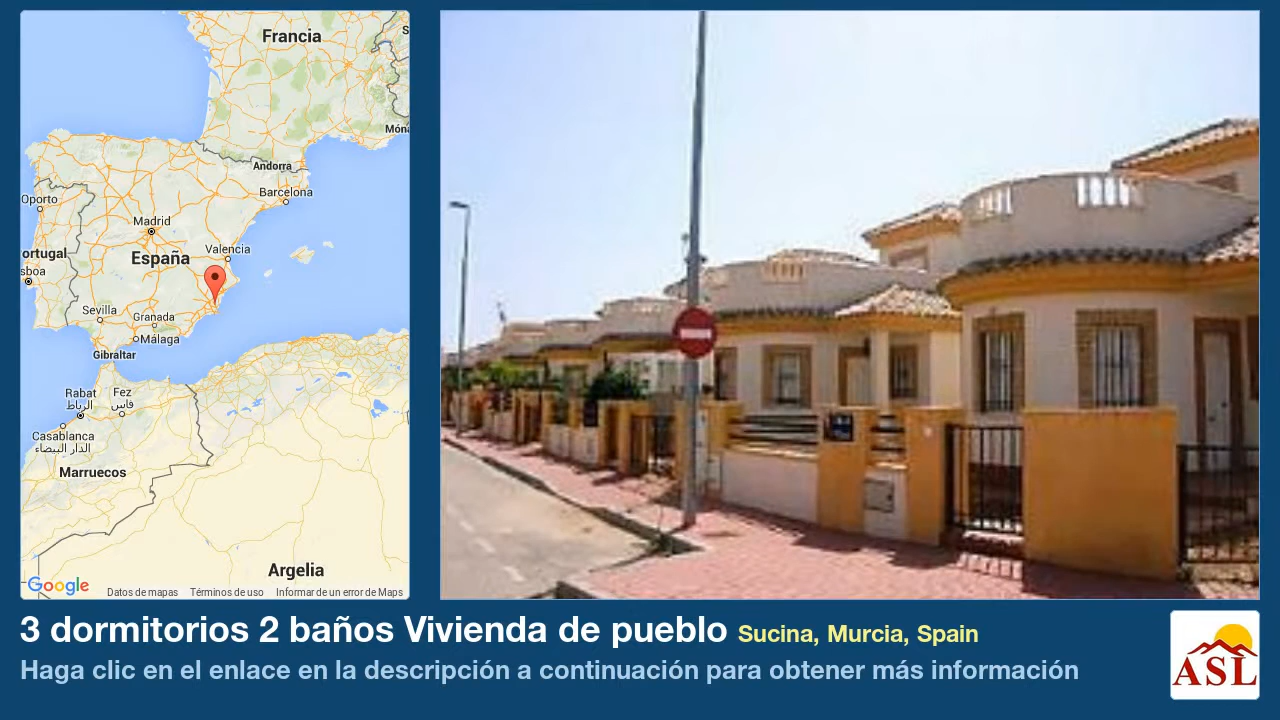 Francia
S
Móna
Andorra
Barcelona
Oporto
Madrid
Valencia
España
ortugal
sboa
Sevilla
Granada
Málaga
Gibraltar
Rabat
الرباط
Fez
فاس
Casablanca
الدار البيضاء
Marruecos
Argelia
Google
Datos de mapas Términos de uso Informar de un error de Maps
3 dormitorios 2 baños Vivienda de pueblo Sucina, Murcia, Spain
Haga clic en el enlace en la descripción a continuación para obtener más información
ASL